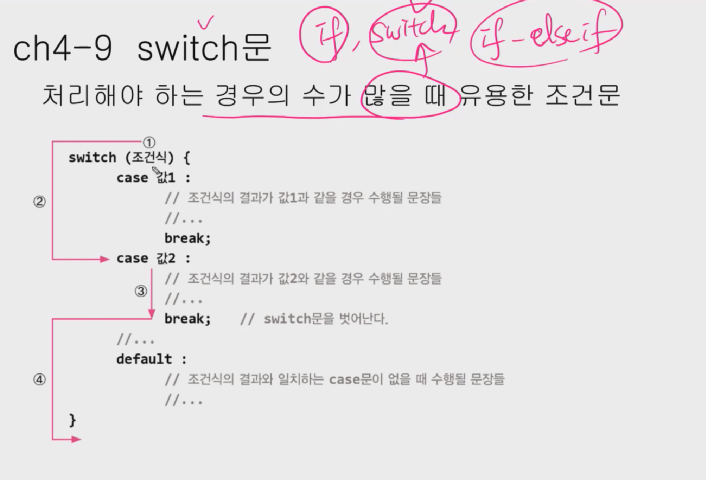 ch4-9 switch문 if, switch, if-else if
처리해야 하는 경우의 수가 많을 때 유용한 조건문
①
switch (조건식) {
case 값1 :
② // 조건식의 결과가 값1과 같을 경우 수행될 문장들
//...
break;
case 값2 :
// 조건식의 결과가 값2와 같을 경우 수행될 문장들
③ //...
break; // switch문을 벗어난다.
//...
default :
④ // 조건식의 결과와 일치하는 case문이 없을 때 수행될 문장들
//...
}